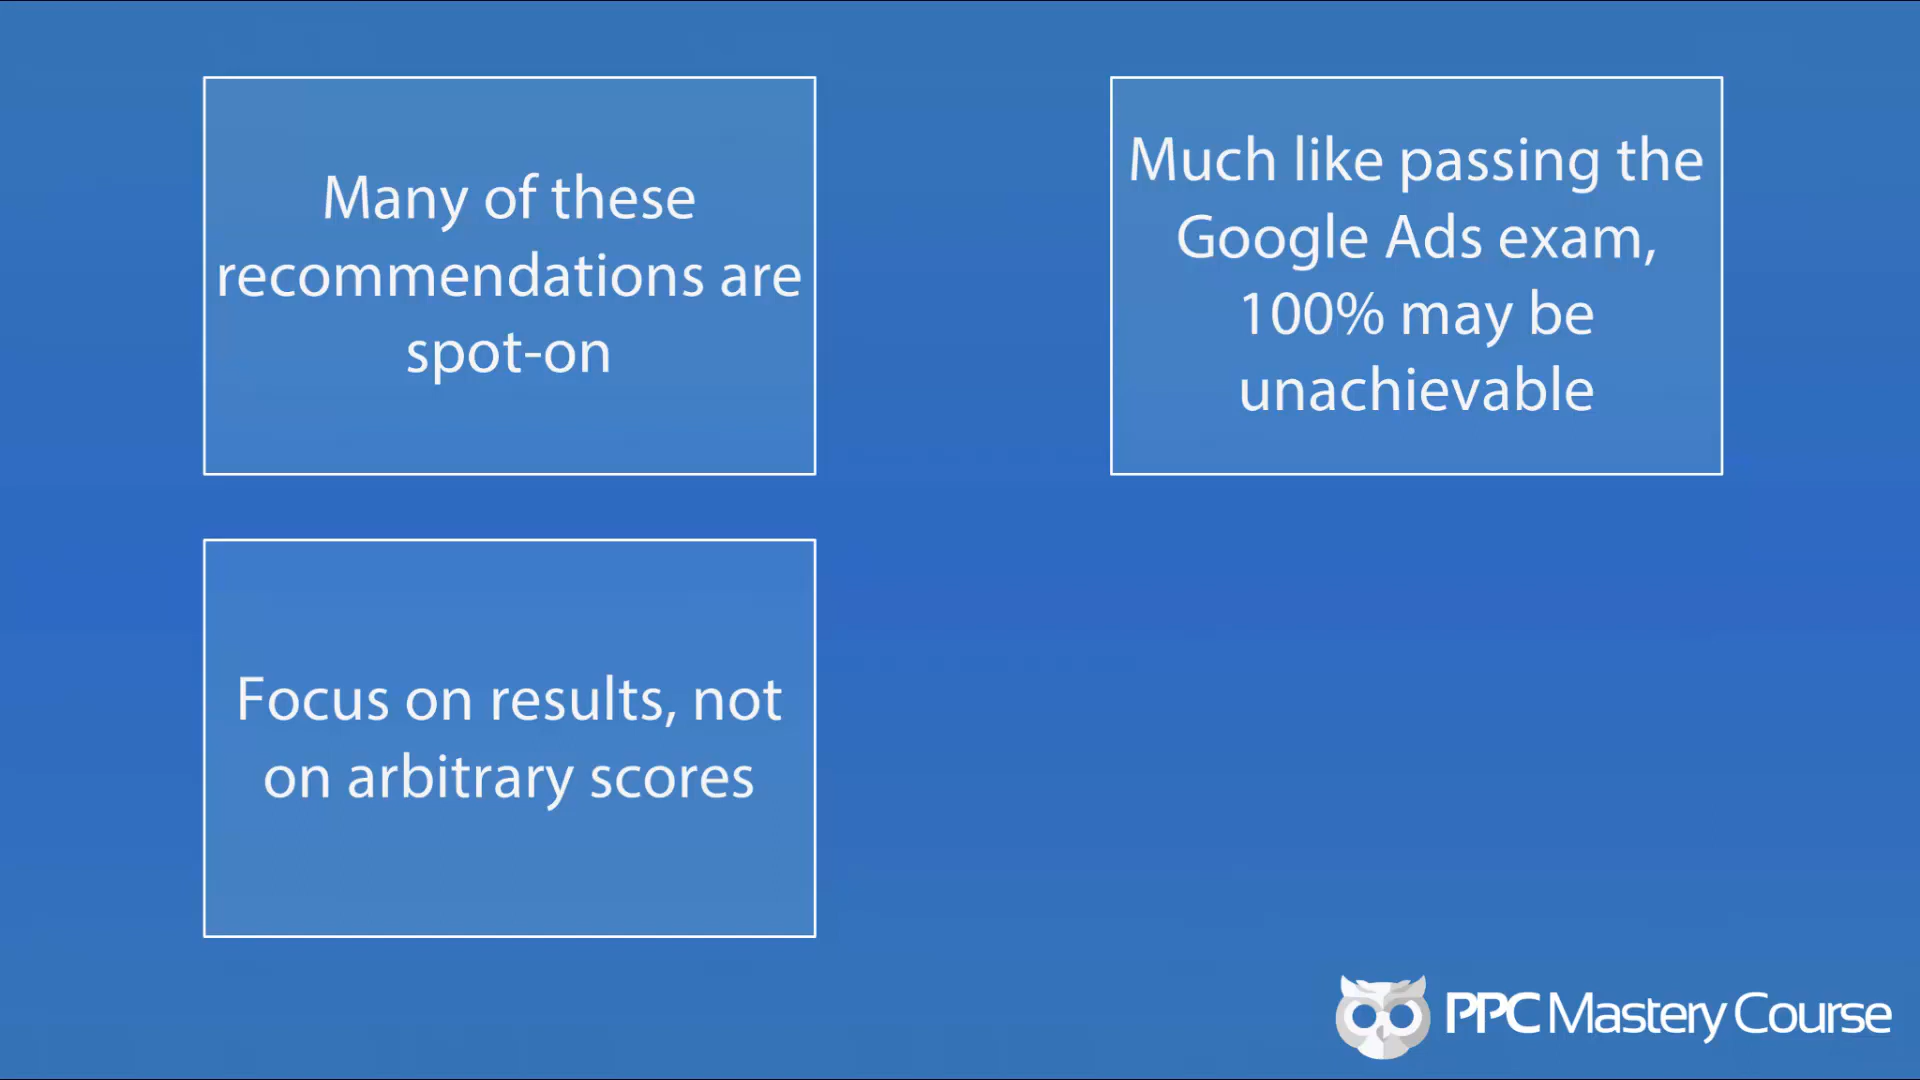 Many of these
recommendations are
spot-on
Much like passing the
Google Ads exam,
100% may be
unachievable
Focus on results, not
on arbitrary scores
PPC Mastery Course